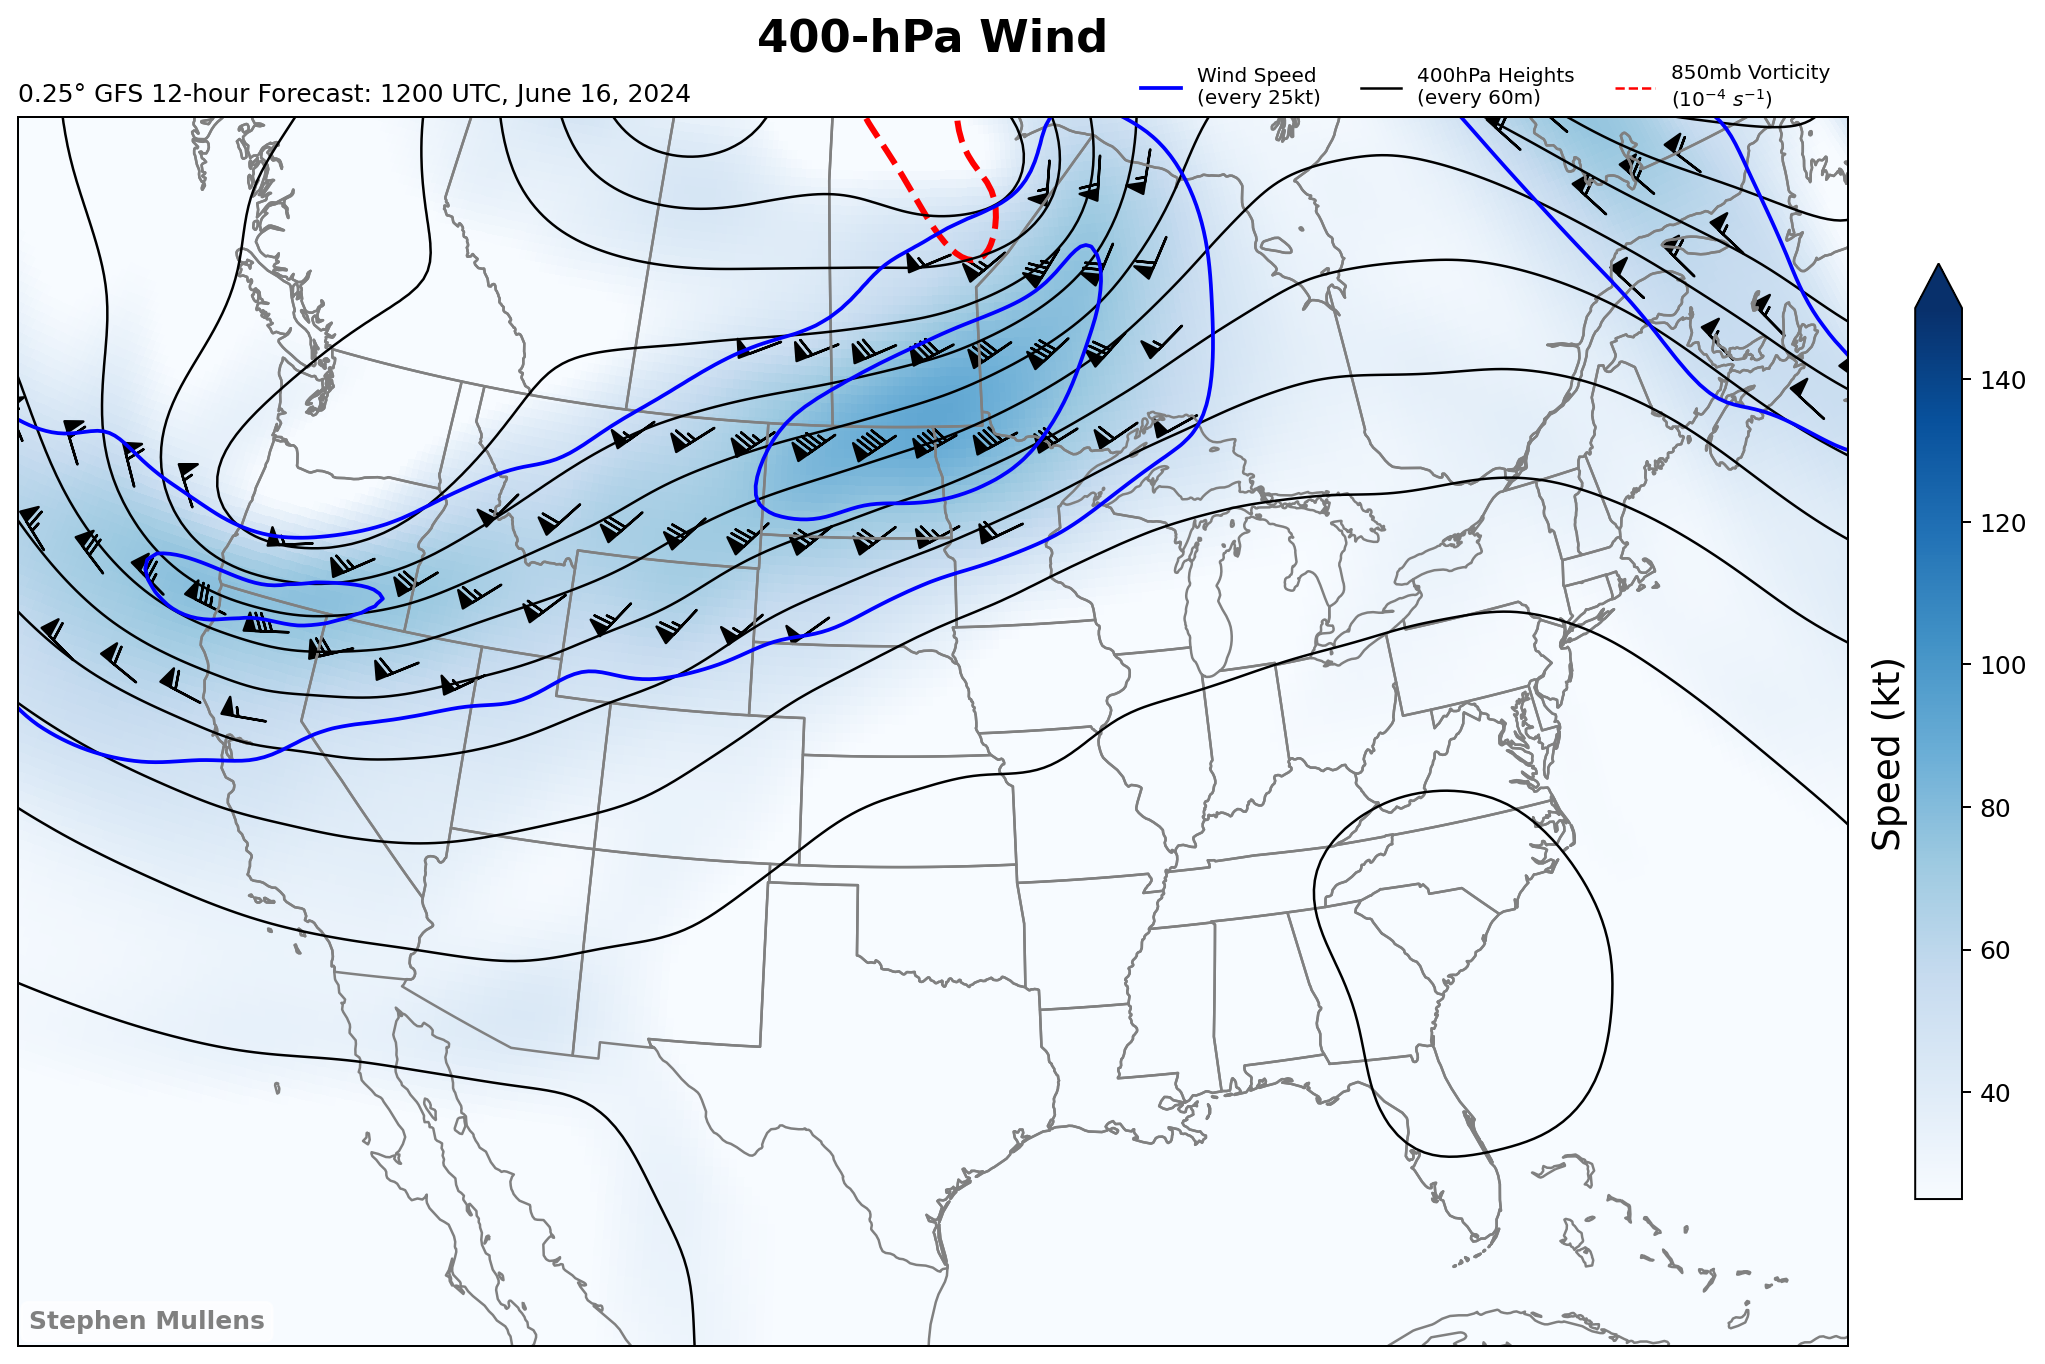 400-hPa Wind
0.25° GFS 12-hour Forecast: 1200 UTC, June 16, 2024
Wind Speed
(every 25kt)
400hPa Heights
(every 60m)
850mb Vorticity
(10⁻⁴ s⁻¹)
140
120
100
80
60
40
Speed (kt)
Stephen Mullens